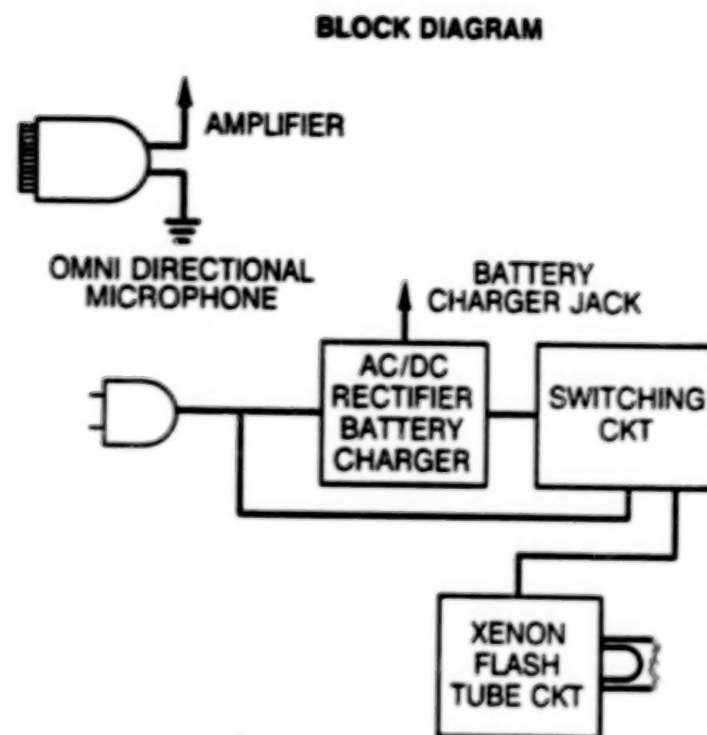 BLOCK DIAGRAM
AMPLIFIER
OMNI DIRECTIONAL
MICROPHONE
BATTERY
CHARGER JACK
AC/DC
RECTIFIER
BATTERY
CHARGER
SWITCHING
CKT
XENON
FLASH
TUBE CKT